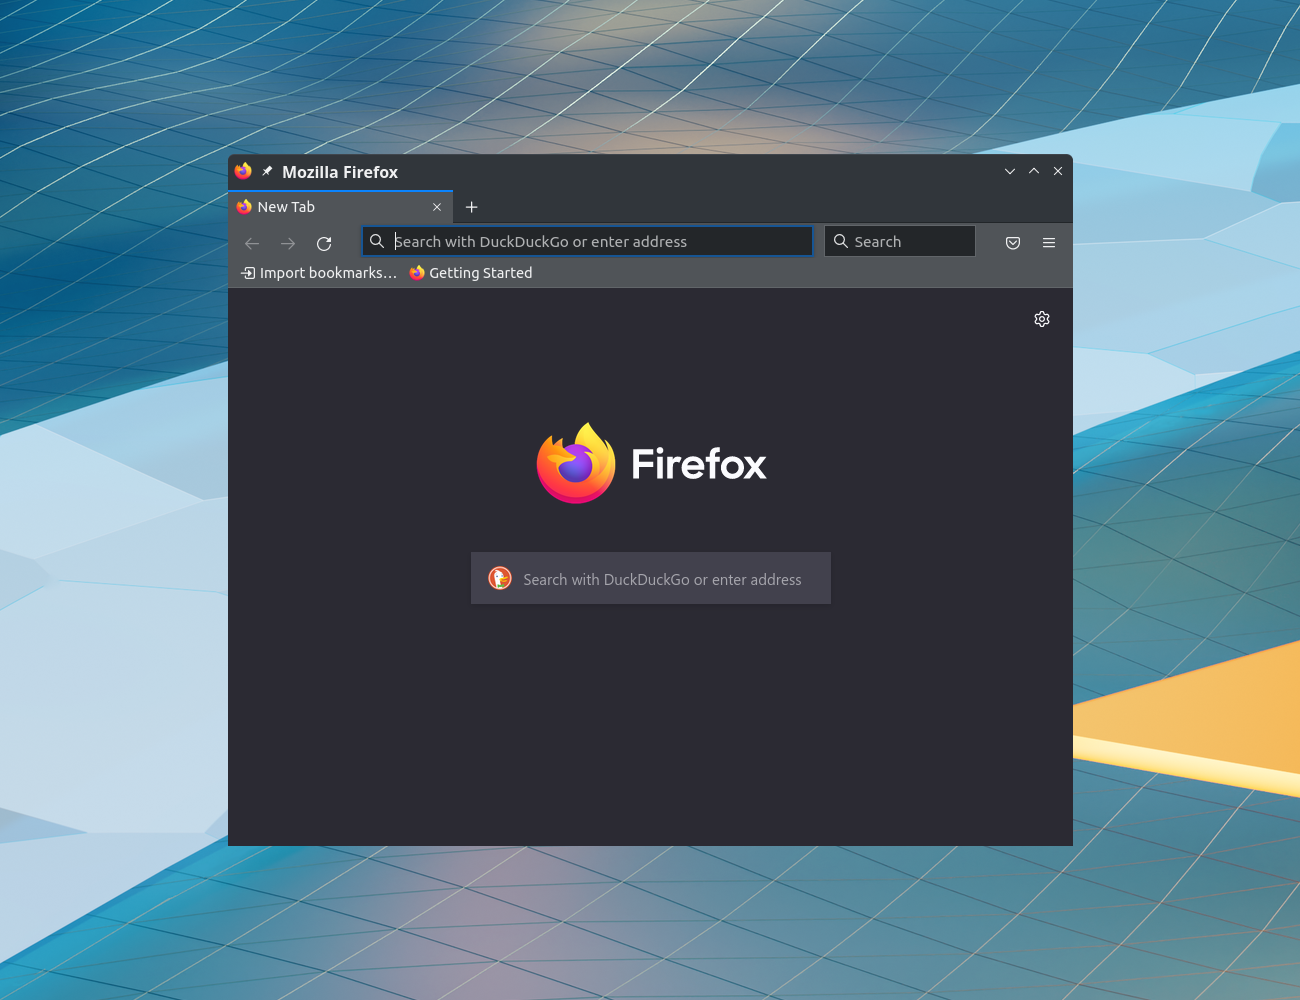 Mozilla Firefox
New Tab
Search with DuckDuckGo or enter address
Search
Import bookmarks...
Getting Started
Firefox
Search with DuckDuckGo or enter address